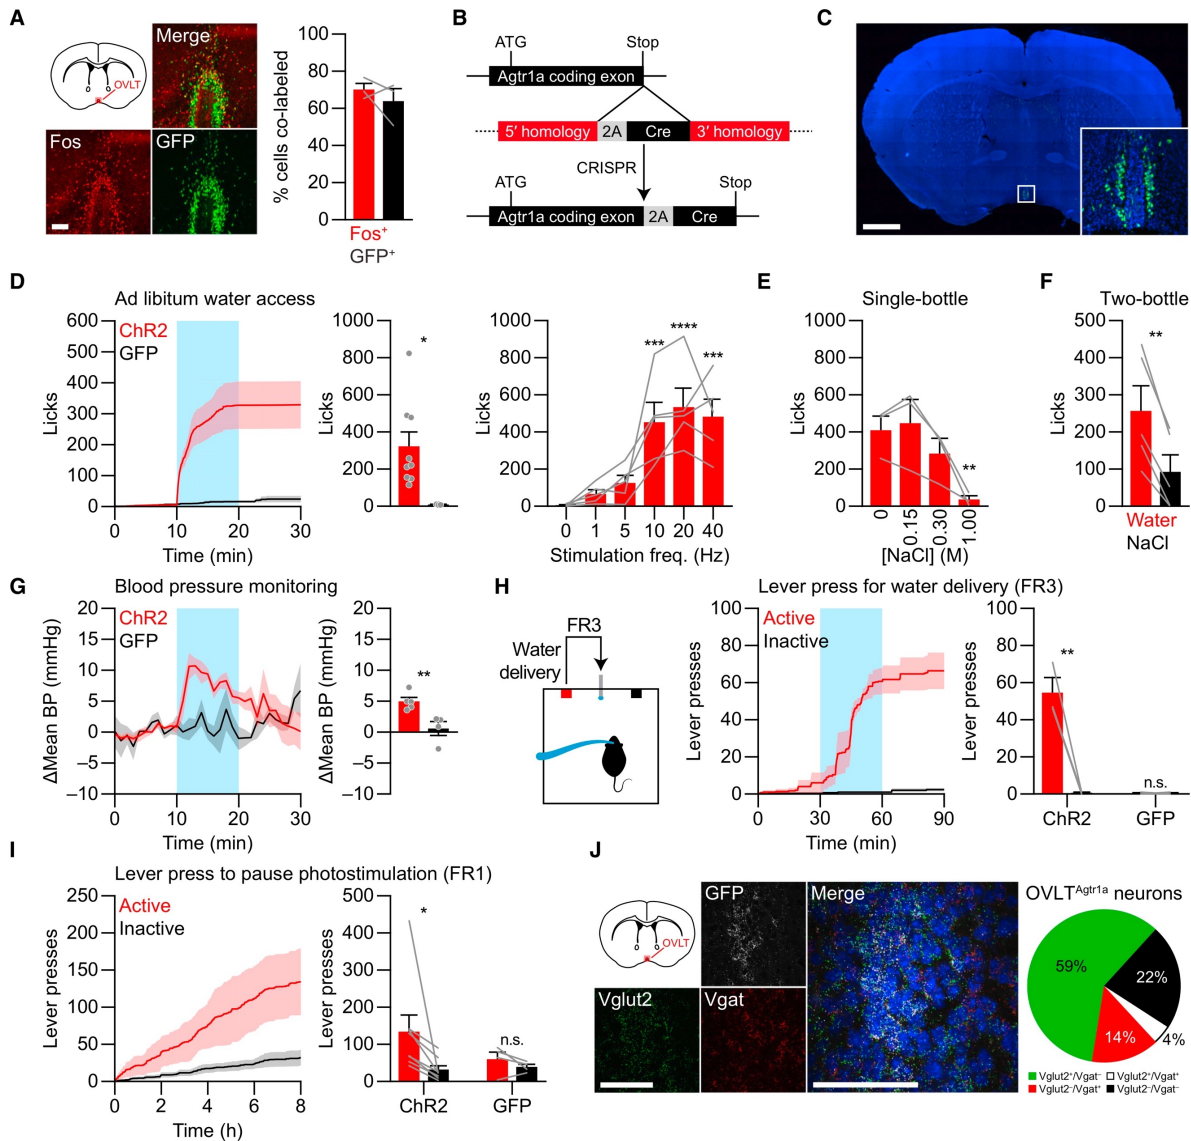 A
OVLT
Merge
Fos
GFP
% cells co-labeled
100
80
60
40
20
0
Fos⁺
GFP⁺
B
ATG
Stop
Agtr1a coding exon
5′ homology
2A
Cre
3′ homology
CRISPR
ATG
Stop
Agtr1a coding exon
2A
Cre
C
D
Ad libitum water access
ChR2
GFP
Licks
600
500
400
300
200
100
0
0
10
20
30
Time (min)
Licks
1000
800
600
400
200
0
*
Licks
1000
800
600
400
200
0
***
****
***
0
1
5
10
20
40
Stimulation freq. (Hz)
E
Single-bottle
Licks
1000
800
600
400
200
0
**
0
0.15
0.30
1.00
[NaCl] (M)
F
Two-bottle
Licks
500
400
300
200
100
0
**
Water
NaCl
G
Blood pressure monitoring
ChR2
GFP
ΔMean BP (mmHg)
20
15
10
5
0
−5
−10
0
10
20
30
Time (min)
ΔMean BP (mmHg)
20
15
10
5
0
−5
−10
**
H
Lever press for water delivery (FR3)
FR3
Water
delivery
Active
Inactive
Lever presses
100
80
60
40
20
0
0
30
60
90
Time (min)
Lever presses
100
80
60
40
20
0
**
n.s.
ChR2
GFP
I
Lever press to pause photostimulation (FR1)
Active
Inactive
Lever presses
250
200
150
100
50
0
0
2
4
6
8
Time (h)
Lever presses
500
400
300
200
100
0
*
n.s.
ChR2
GFP
J
OVLT
GFP
Merge
Vglut2
Vgat
OVLTᴬᵍᵗʳ¹ᵃ neurons
59%
22%
14%
4%
Vglut2⁺/Vgat⁻
Vglut2⁺/Vgat⁺
Vglut2⁻/Vgat⁺
Vglut2⁻/Vgat⁻